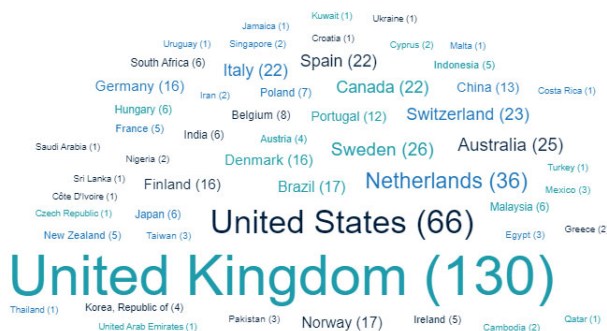 Kuwait (1)
Ukraine (1)
Jamaica (1)
Uruguay (1)
Singapore (2)
Croatia (1)
Cyprus (2)
Malta (1)
South Africa (6)
Italy (22)
Spain (22)
Indonesia (5)
Germany (16)
Iran (2)
Poland (7)
Canada (22)
China (13)
Costa Rica (1)
Hungary (6)
Belgium (8)
Portugal (12)
Switzerland (23)
France (5)
India (6)
Austria (4)
Sweden (26)
Australia (25)
Saudi Arabia (1)
Nigeria (2)
Denmark (16)
Turkey (1)
Sri Lanka (1)
Finland (16)
Brazil (17)
Netherlands (36)
Mexico (3)
Côte D'Ivoire (1)
Czech Republic (1)
Japan (6)
United States (66)
Malaysia (6)
New Zealand (5)
Taiwan (3)
Egypt (3)
Greece (2
United Kingdom (130)
Thailand (1)
Korea, Republic of (4)
United Arab Emirates (1)
Pakistan (3)
Norway (17)
Ireland (5)
Cambodia (2)
Qatar (1)